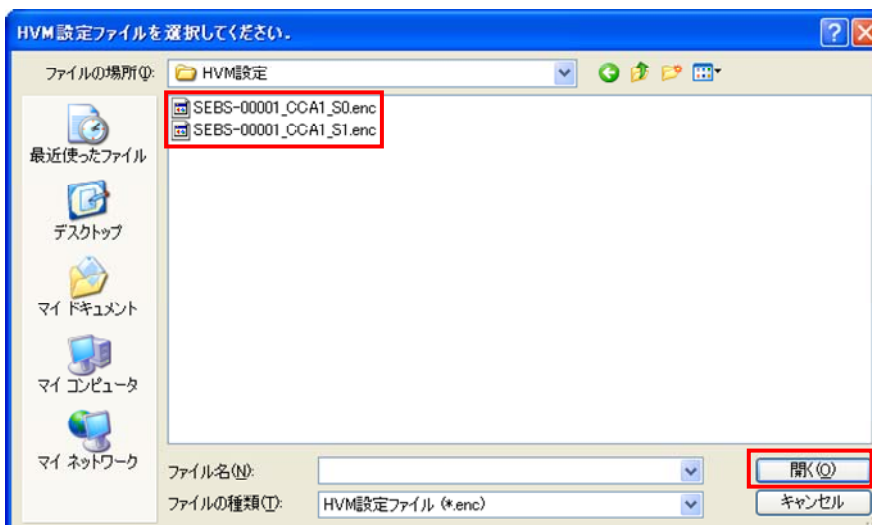 HVM設定ファイルを選択してください.
ファイルの場所(I):
HVM設定
SEBS-00001_CCA1_S0.enc
SEBS-00001_CCA1_S1.enc
最近使ったファイル
デスクトップ
マイ ドキュメント
マイ コンピュータ
マイ ネットワーク
ファイル名(N):
開く(O)
ファイルの種類(T):
HVM設定ファイル (*.enc)
キャンセル